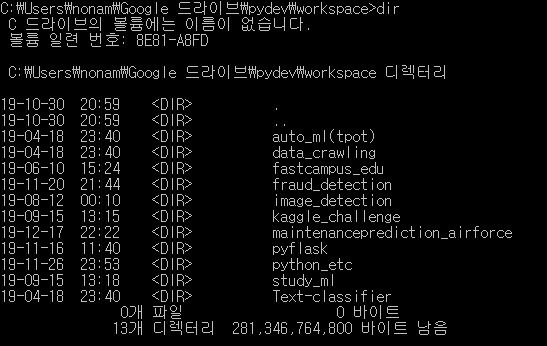 C:₩Users₩nonam₩Google 드라이브₩pydev₩workspace>dir
C 드라이브의 볼륨에는 이름이 없습니다.
볼륨 일련 번호: 8E81-A8FD
C:₩Users₩nonam₩Google 드라이브₩pydev₩workspace 디렉터리
19-10-30 20:59 <DIR> .
19-10-30 20:59 <DIR> ..
19-04-18 23:40 <DIR> auto_ml(tpot)
19-04-18 23:40 <DIR> data_crawling
19-06-10 15:24 <DIR> fastcampus_edu
19-11-20 21:44 <DIR> fraud_detection
19-08-12 00:10 <DIR> image_detection
19-09-15 13:15 <DIR> kaggle_challenge
19-12-17 22:22 <DIR> maintenanceprediction_airforce
19-11-16 11:40 <DIR> pyflask
19-11-26 23:53 <DIR> python_etc
19-09-15 13:18 <DIR> study_ml
19-04-18 23:40 <DIR> Text-classifier
0개 파일 0 바이트
13개 디렉터리 281,346,764,800 바이트 남음